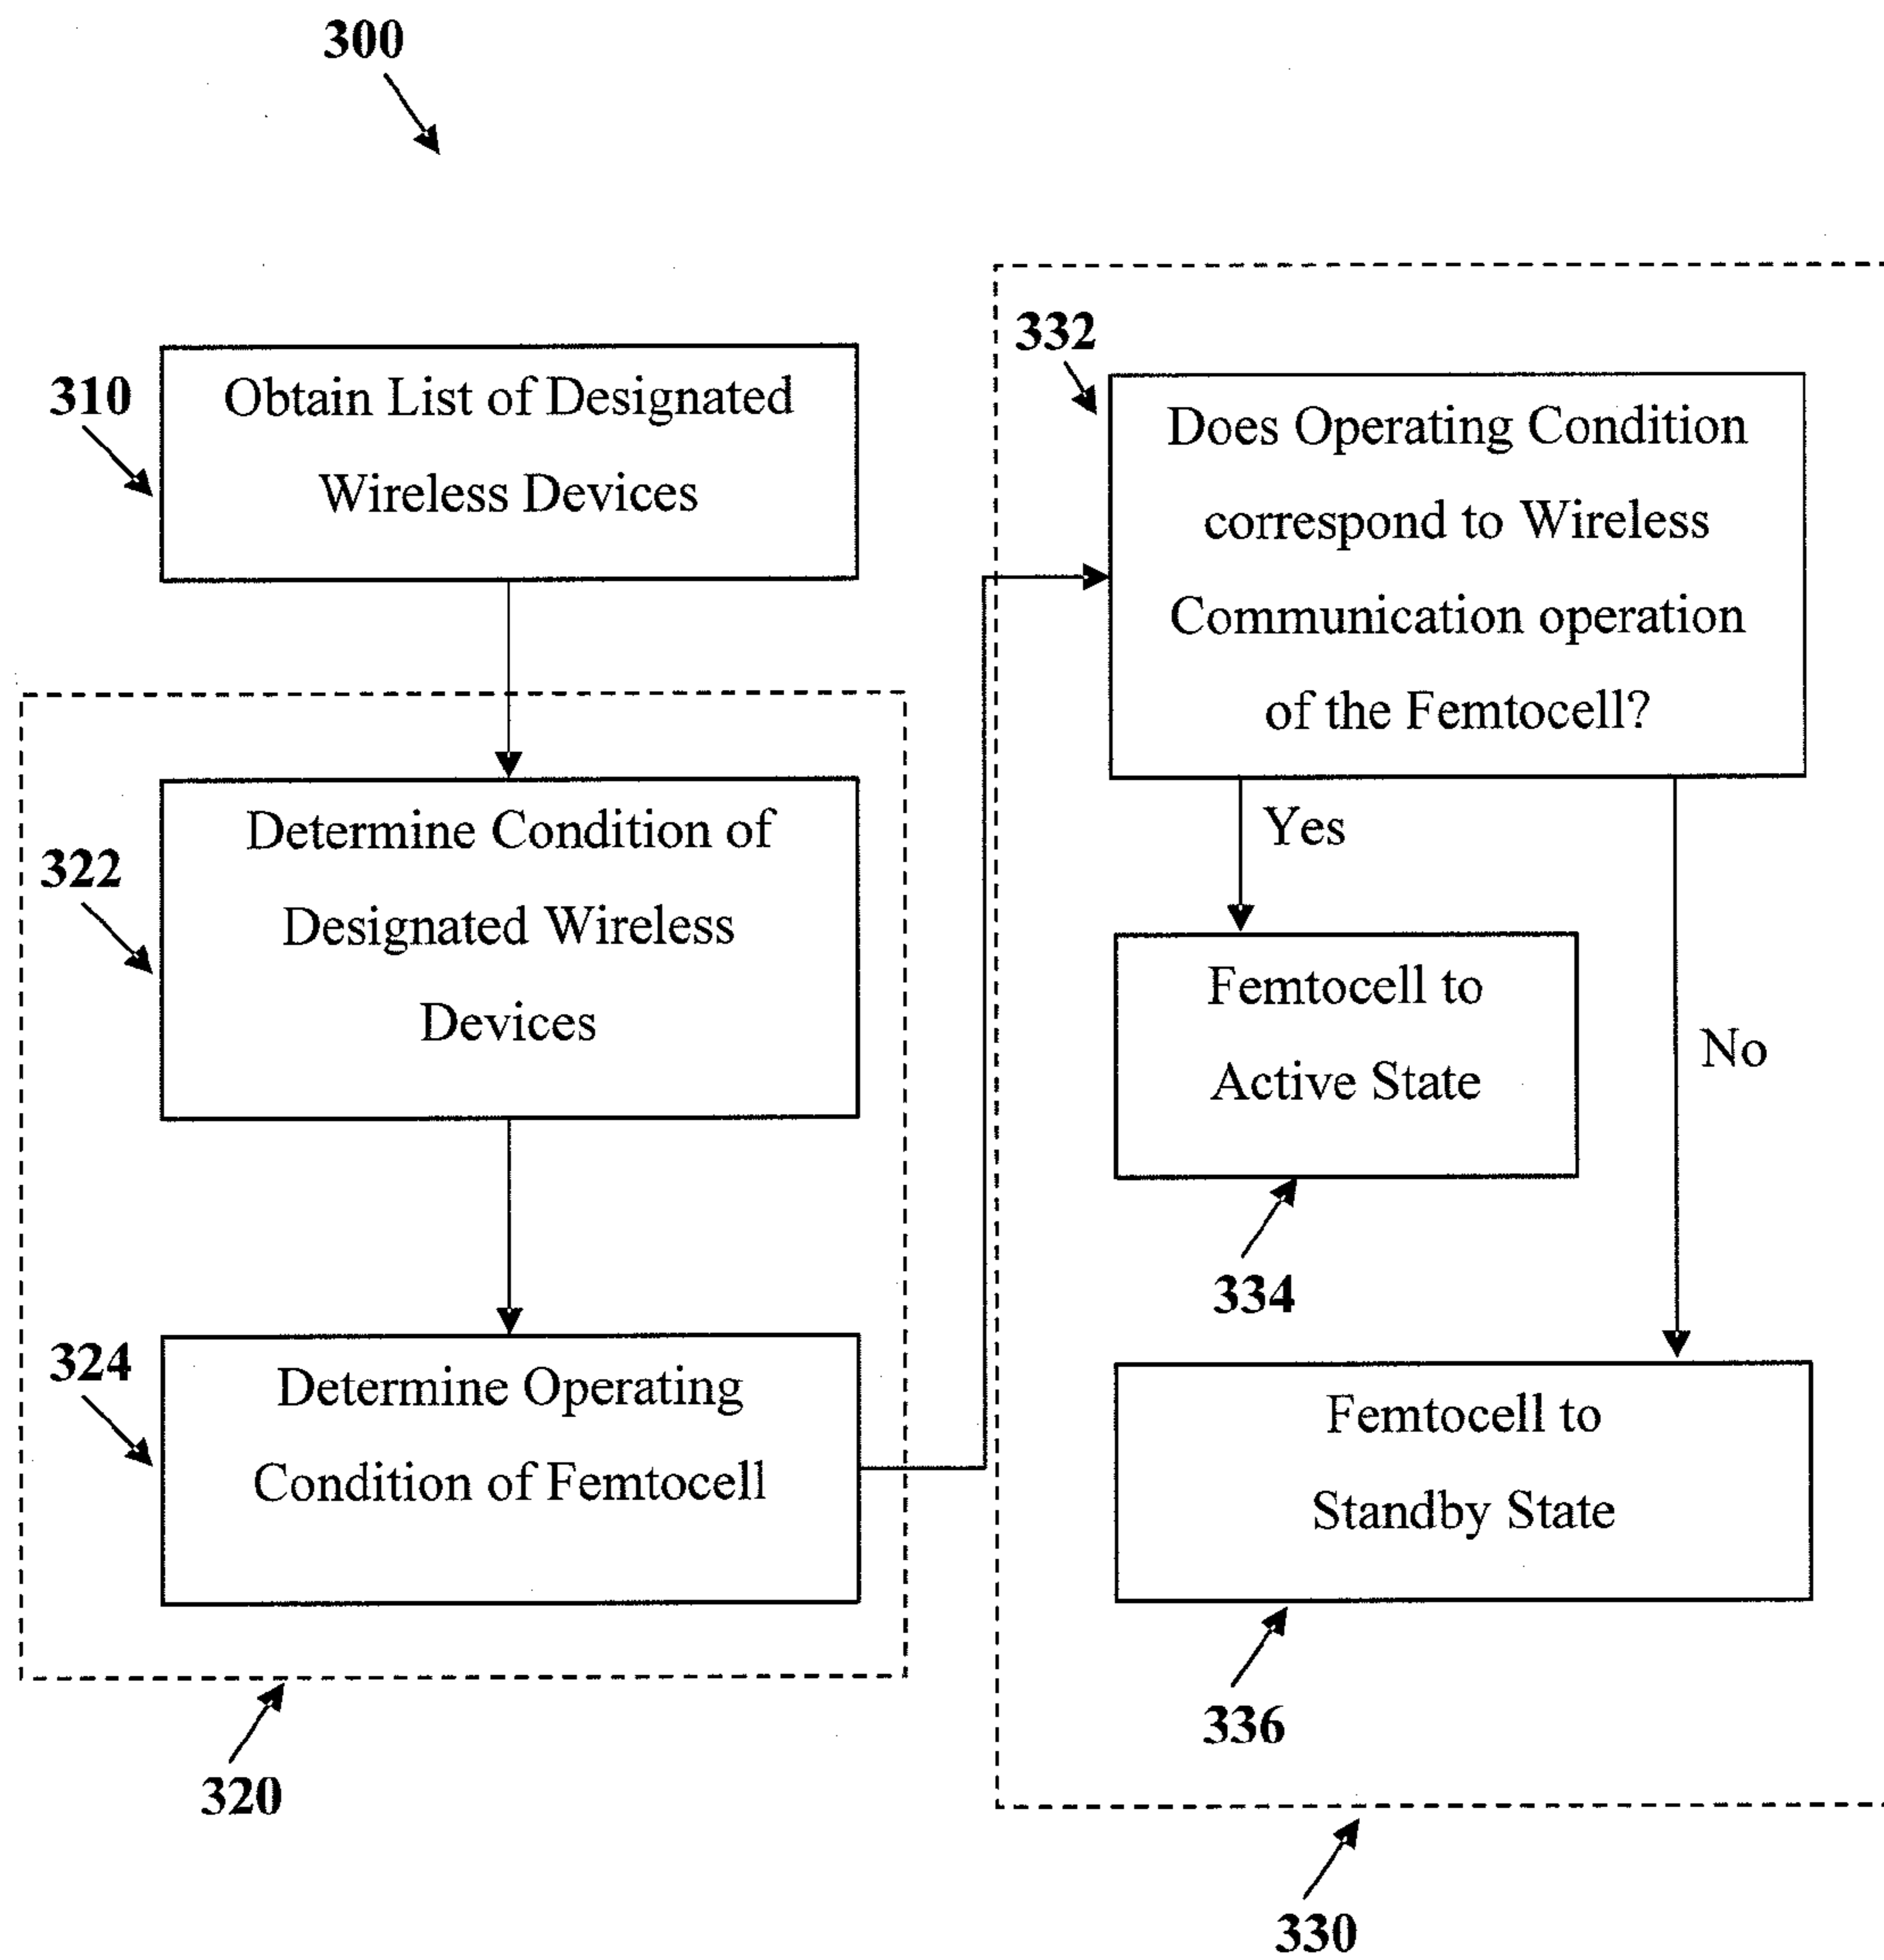 300
310
Obtain List of Designated
Wireless Devices
322
Determine Condition of
Designated Wireless
Devices
324
Determine Operating
Condition of Femtocell
320
332
Does Operating Condition
correspond to Wireless
Communication operation
of the Femtocell?
Yes
No
Femtocell to
Active State
334
Femtocell to
Standby State
336
330